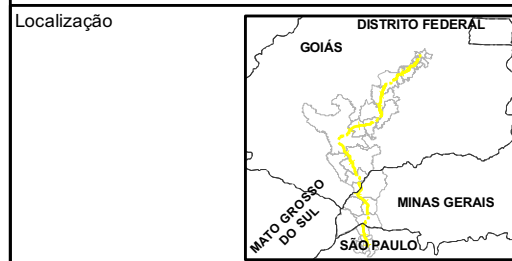 Localização
DISTRITO FEDERAL
GOIÁS
MINAS GERAIS
MATO GROSSO
DO SUL
SÃO PAULO